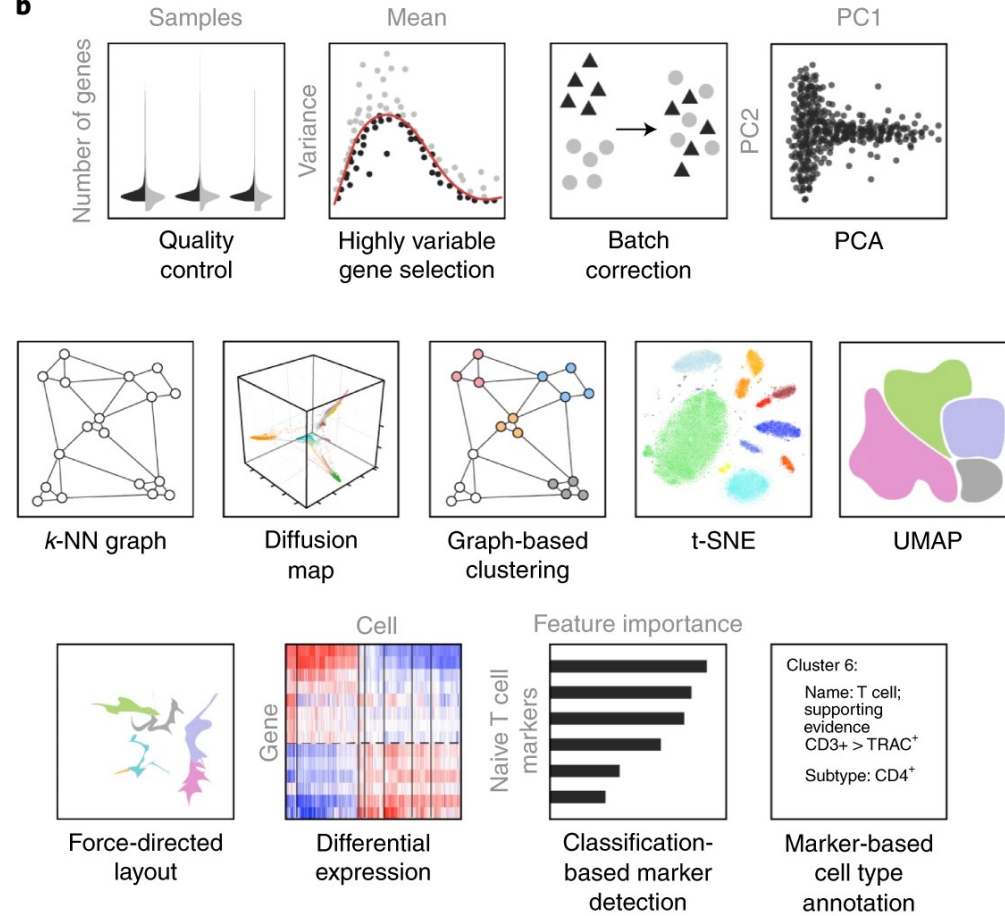 b
Samples
Number of genes
Quality
control
Mean
Variance
Highly variable
gene selection
Batch
correction
PC1
PC2
PCA
k-NN graph
Diffusion
map
Graph-based
clustering
t-SNE
UMAP
Force-directed
layout
Cell
Gene
Differential
expression
Feature importance
Naive T cell
markers
Classification-
based marker
detection
Cluster 6:
Name: T cell;
supporting
evidence
CD3+ > TRAC⁺
Subtype: CD4⁺
Marker-based
cell type
annotation